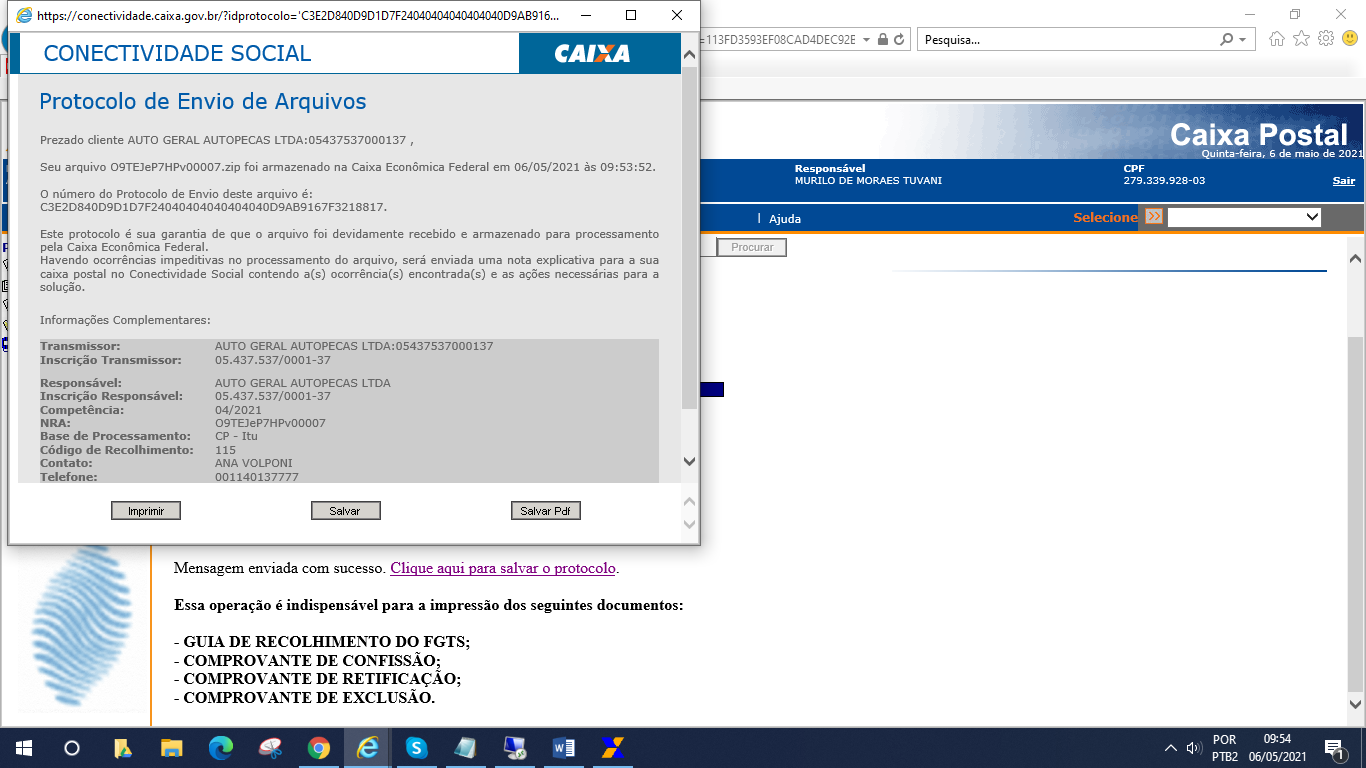 https://conectividade.caixa.gov.br/?idprotocolo='C3E2D840D9D1D7F24040404040404040D9AB916...
=113FD3593EF08CAD4DEC92E
Pesquisa...
CONECTIVIDADE SOCIAL
CAIXA
Protocolo de Envio de Arquivos
Prezado cliente AUTO GERAL AUTOPECAS LTDA:05437537000137 ,
Seu arquivo O9TEJeP7HPv00007.zip foi armazenado na Caixa Econômica Federal em 06/05/2021 às 09:53:52.
O número do Protocolo de Envio deste arquivo é:
C3E2D840D9D1D7F24040404040404040D9AB9167F3218817.
Este protocolo é sua garantia de que o arquivo foi devidamente recebido e armazenado para processamento
pela Caixa Econômica Federal.
Havendo ocorrências impeditivas no processamento do arquivo, será enviada uma nota explicativa para a sua
caixa postal no Conectividade Social contendo a(s) ocorrência(s) encontrada(s) e as ações necessárias para a
solução.
Informações Complementares:
Transmissor: AUTO GERAL AUTOPECAS LTDA:05437537000137
Inscrição Transmissor: 05.437.537/0001-37
Responsável: AUTO GERAL AUTOPECAS LTDA
Inscrição Responsável: 05.437.537/0001-37
Competência: 04/2021
NRA: O9TEJeP7HPv00007
Base de Processamento: CP - Itu
Código de Recolhimento: 115
Contato: ANA VOLPONI
Telefone: 001140137777
Imprimir Salvar Salvar Pdf
Caixa Postal
Quinta-feira, 6 de maio de 2021
Responsável CPF
MURILO DE MORAES TUVANI 279.339.928-03 Sair
| Ajuda Selecione
Procurar
Mensagem enviada com sucesso. Clique aqui para salvar o protocolo.
Essa operação é indispensável para a impressão dos seguintes documentos:
- GUIA DE RECOLHIMENTO DO FGTS;
- COMPROVANTE DE CONFISSÃO;
- COMPROVANTE DE RETIFICAÇÃO;
- COMPROVANTE DE EXCLUSÃO.
POR 09:54
PTB2 06/05/2021
1